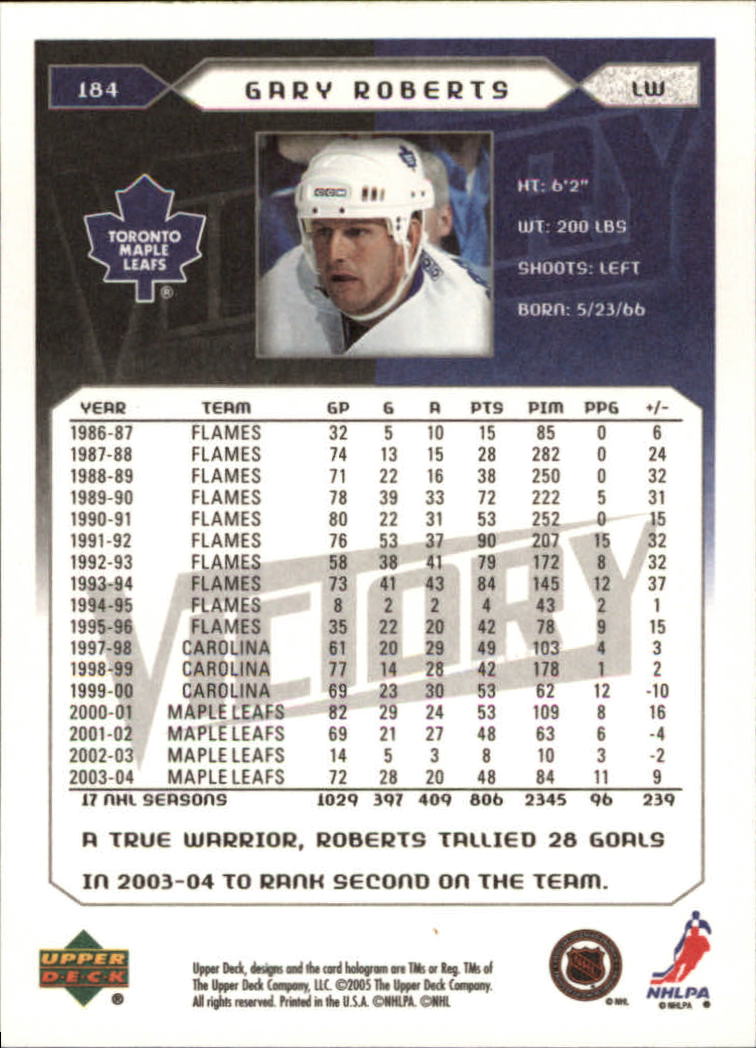 184 GARY ROBERTS LW
TORONTO
MAPLE
LEAFS
®
CCM
HT: 6'2"
WT: 200 LBS
SHOOTS: LEFT
BORN: 5/23/66
VICTORY
YEAR TEAM GP G A PTS PIM PPG +/-
1986-87 FLAMES 32 5 10 15 85 0 6
1987-88 FLAMES 74 13 15 28 282 0 24
1988-89 FLAMES 71 22 16 38 250 0 32
1989-90 FLAMES 78 39 33 72 222 5 31
1990-91 FLAMES 80 22 31 53 252 0 15
1991-92 FLAMES 76 53 37 90 207 15 32
1992-93 FLAMES 58 38 41 79 172 8 32
1993-94 FLAMES 73 41 43 84 145 12 37
1994-95 FLAMES 8 2 2 4 43 2 1
1995-96 FLAMES 35 22 20 42 78 9 15
1997-98 CAROLINA 61 20 29 49 103 4 3
1998-99 CAROLINA 77 14 28 42 178 1 2
1999-00 CAROLINA 69 23 30 53 62 12 -10
2000-01 MAPLE LEAFS 82 29 24 53 109 8 16
2001-02 MAPLE LEAFS 69 21 27 48 63 6 -4
2002-03 MAPLE LEAFS 14 5 3 8 10 3 -2
2003-04 MAPLE LEAFS 72 28 20 48 84 11 9
17 NHL SEASONS 1029 397 409 806 2345 96 239
VICTORY
A TRUE WARRIOR, ROBERTS TALLIED 28 GOALS
IN 2003-04 TO RANK SECOND ON THE TEAM.
UPPER
DECK
®
Upper Deck, designs and the card hologram are TMs or Reg. TMs of
The Upper Deck Company, LLC. ©2005 The Upper Deck Company.
All rights reserved. Printed in the U.S.A. ©NHLPA. ©NHL
© NHL
NHLPA
© NHLPA ®